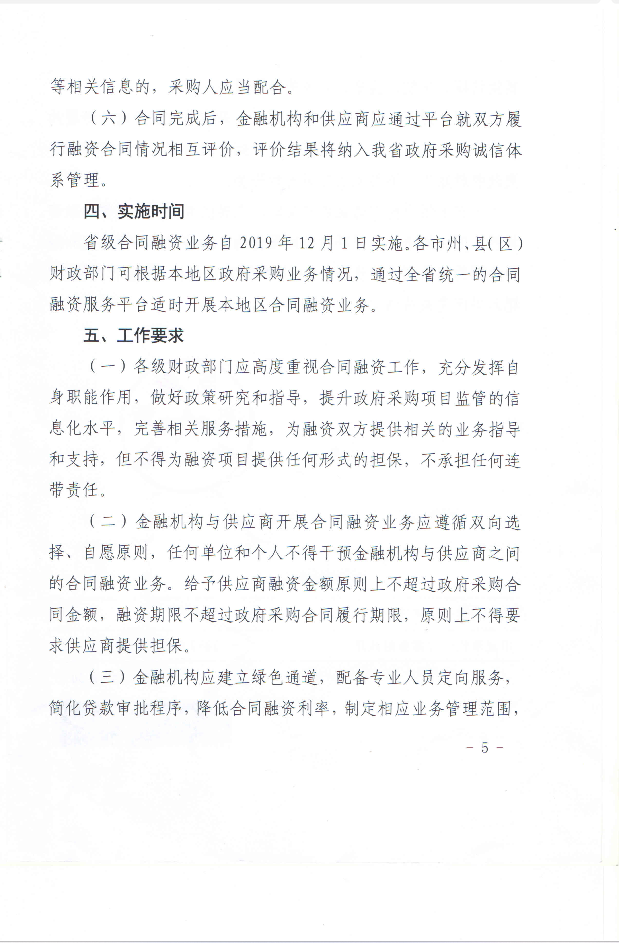 等相关信息的，采购人应当配合。
（六）合同完成后，金融机构和供应商应通过平台就双方履
行融资合同情况相互评价，评价结果将纳入我省政府采购诚信体
系管理。
四、实施时间
省级合同融资业务自 2019 年 12 月 1 日实施。各市州、县（区）
财政部门可根据本地区政府采购业务情况，通过全省统一的合同
融资服务平台适时开展本地区合同融资业务。
五、工作要求
（一）各级财政部门应高度重视合同融资工作，充分发挥自
身职能作用，做好政策研究和指导，提升政府采购项目监管的信
息化水平，完善相关服务措施，为融资双方提供相关的业务指导
和支持，但不得为融资项目提供任何形式的担保，不承担任何连
带责任。
（二）金融机构与供应商开展合同融资业务应遵循双向选
择、自愿原则，任何单位和个人不得干预金融机构与供应商之间
的合同融资业务。给予供应商融资金额原则上不超过政府采购合
同金额，融资期限不超过政府采购合同履行期限，原则上不得要
求供应商提供担保。
（三）金融机构应建立绿色通道，配备专业人员定向服务，
简化贷款审批程序，降低合同融资利率，制定相应业务管理范围，
- 5 -